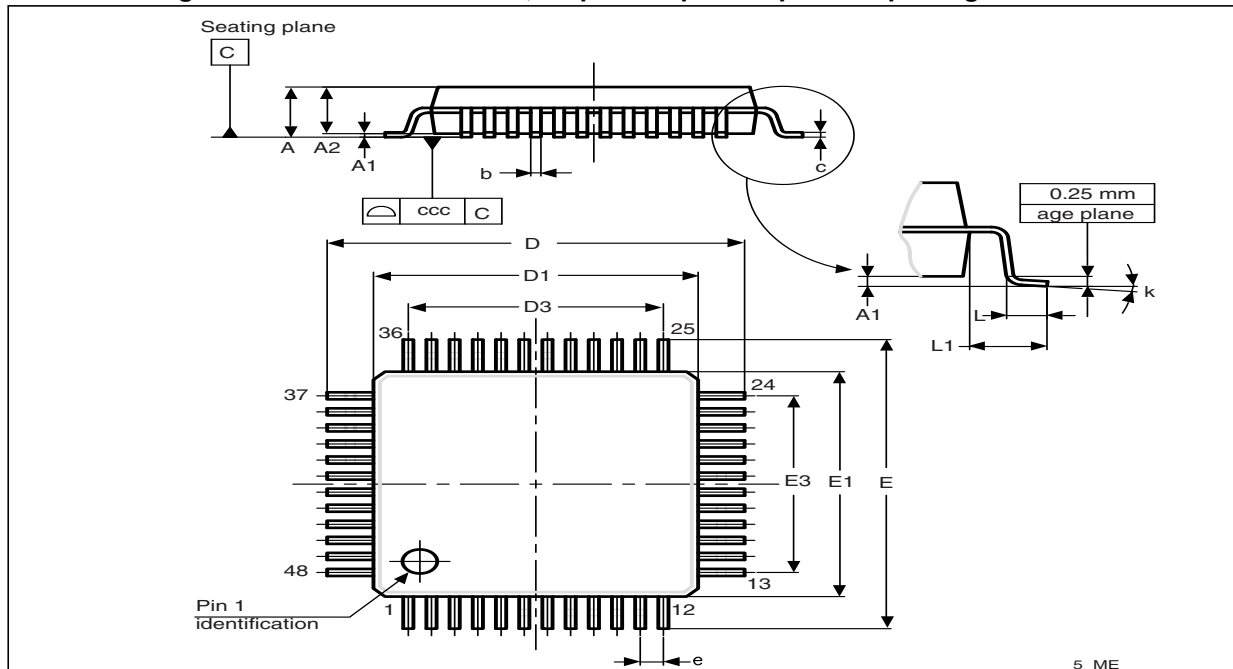 Seating plane
C
A
A2
A1
b
c
ccc
C
0.25 mm
age plane
D
D1
D3
k
A1
L
L1
36
25
37
24
E3
E1
E
48
13
Pin 1
identification
1
12
e
5_ME